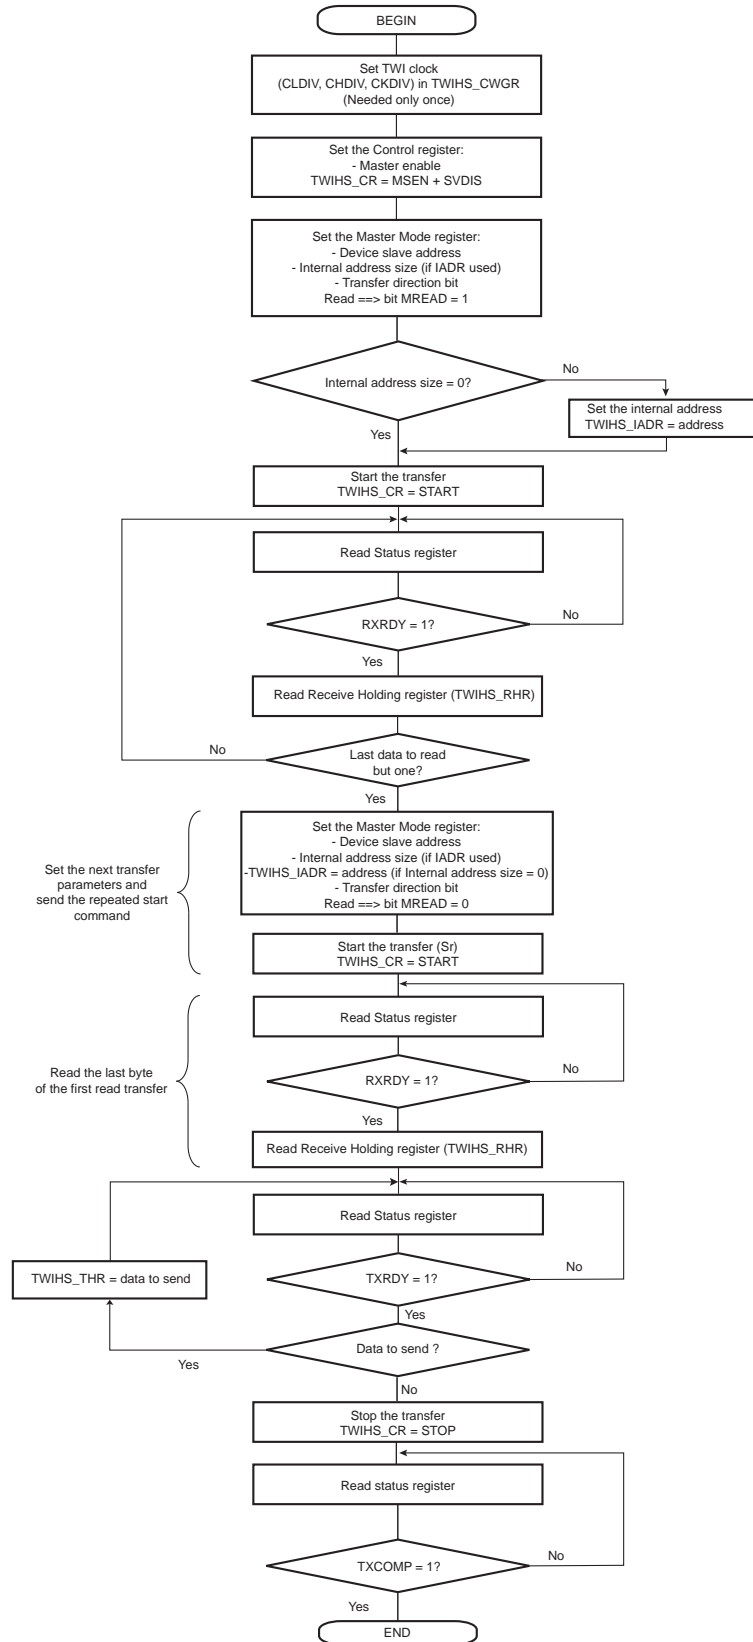 BEGIN
Set TWI clock
(CLDIV, CHDIV, CKDIV) in TWIHS_CWGR
(Needed only once)
Set the Control register:
- Master enable
TWIHS_CR = MSEN + SVDIS
Set the Master Mode register:
- Device slave address
- Internal address size (if IADR used)
- Transfer direction bit
Read ==> bit MREAD = 1
Internal address size = 0?
No
Set the internal address
TWIHS_IADR = address
Yes
Start the transfer
TWIHS_CR = START
Read Status register
RXRDY = 1?
No
Yes
Read Receive Holding register (TWIHS_RHR)
Last data to read
but one?
No
Yes
Set the next transfer
parameters and
send the repeated start
command
Set the Master Mode register:
- Device slave address
- Internal address size (if IADR used)
-TWIHS_IADR = address (if Internal address size = 0)
- Transfer direction bit
Read ==> bit MREAD = 0
Start the transfer (Sr)
TWIHS_CR = START
Read the last byte
of the first read transfer
Read Status register
RXRDY = 1?
No
Yes
Read Receive Holding register (TWIHS_RHR)
Read Status register
TWIHS_THR = data to send
TXRDY = 1?
No
Yes
Data to send ?
Yes
No
Stop the transfer
TWIHS_CR = STOP
Read status register
TXCOMP = 1?
No
Yes
END